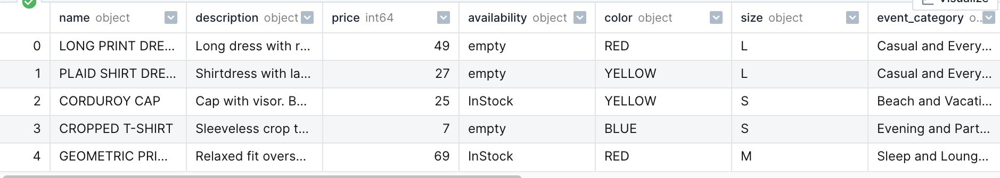 Visualize
name object description object price int64 availability object color object size object event_category o...
0 LONG PRINT DRE... Long dress with r... 49 empty RED L Casual and Every...
1 PLAID SHIRT DRE... Shirtdress with la... 27 empty YELLOW L Casual and Every...
2 CORDUROY CAP Cap with visor. B... 25 InStock YELLOW S Beach and Vacati...
3 CROPPED T-SHIRT Sleeveless crop t... 7 empty BLUE S Evening and Part...
4 GEOMETRIC PRI... Relaxed fit overs... 69 InStock RED M Sleep and Loung...